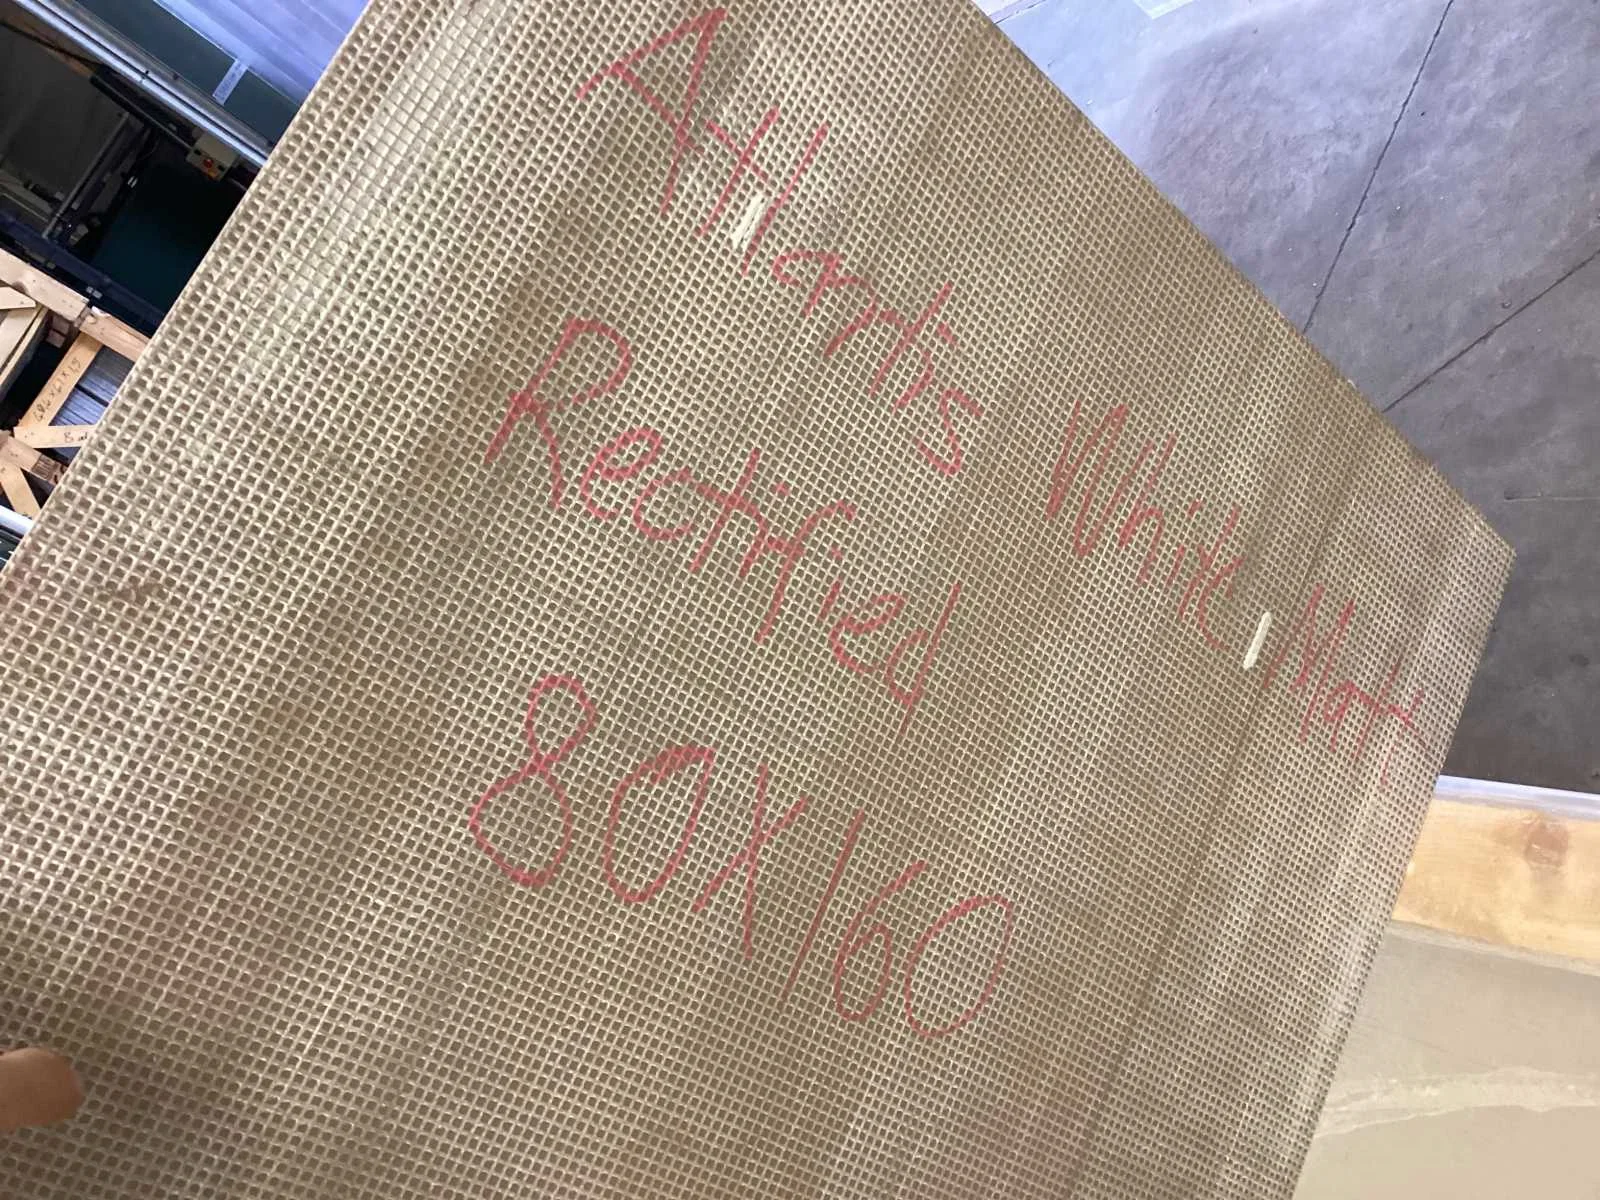 Atlantis White Matt
Rectified
80X160